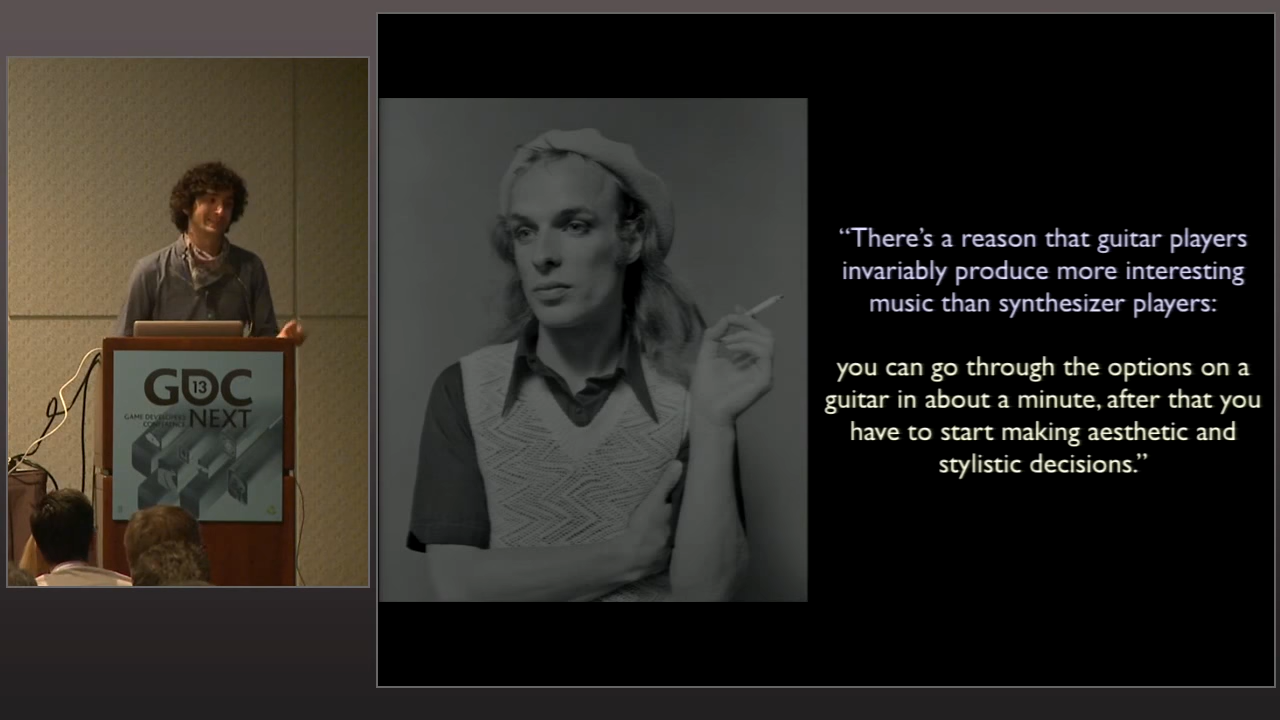 GDC
13
GAME DEVELOPERS
CONFERENCE
NEXT
“There’s a reason that guitar players
invariably produce more interesting
music than synthesizer players:
you can go through the options on a
guitar in about a minute, after that you
have to start making aesthetic and
stylistic decisions.”